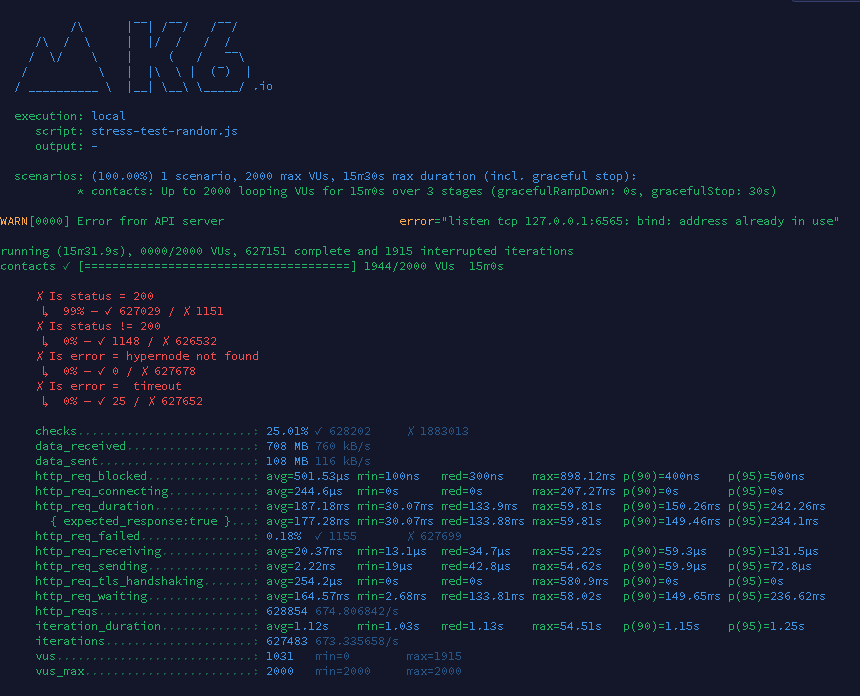 .io
execution: local
script: stress-test-random.js
output: -
scenarios: (100.00%) 1 scenario, 2000 max VUs, 15m30s max duration (incl. graceful stop):
* contacts: Up to 2000 looping VUs for 15m0s over 3 stages (gracefulRampDown: 0s, gracefulStop: 30s)
WARN[0000] Error from API server error="listen tcp 127.0.0.1:6565: bind: address already in use"
running (15m31.9s), 0000/2000 VUs, 627151 complete and 1915 interrupted iterations
contacts ✓ [======================================] 1944/2000 VUs 15m0s
✗ Is status = 200
↳ 99% — ✓ 627029 / ✗ 1151
✗ Is status != 200
↳ 0% — ✓ 1148 / ✗ 626532
✗ Is error = hypernode not found
↳ 0% — ✓ 0 / ✗ 627678
✗ Is error = timeout
↳ 0% — ✓ 25 / ✗ 627652
checks.........................: 25.01% ✓ 628202 ✗ 1883013
data_received..................: 708 MB 760 kB/s
data_sent......................: 108 MB 116 kB/s
http_req_blocked...............: avg=501.53µs min=100ns med=300ns max=898.12ms p(90)=400ns p(95)=500ns
http_req_connecting............: avg=244.6µs min=0s med=0s max=207.27ms p(90)=0s p(95)=0s
http_req_duration..............: avg=187.18ms min=30.07ms med=133.9ms max=59.81s p(90)=150.26ms p(95)=242.26ms
{ expected_response:true }...: avg=177.28ms min=30.07ms med=133.88ms max=59.81s p(90)=149.46ms p(95)=234.1ms
http_req_failed................: 0.18% ✓ 1155 ✗ 627699
http_req_receiving.............: avg=20.37ms min=13.1µs med=34.7µs max=55.22s p(90)=59.3µs p(95)=131.5µs
http_req_sending...............: avg=2.22ms min=19µs med=42.8µs max=54.62s p(90)=59.9µs p(95)=72.8µs
http_req_tls_handshaking.......: avg=254.2µs min=0s med=0s max=580.9ms p(90)=0s p(95)=0s
http_req_waiting...............: avg=164.57ms min=2.68ms med=133.81ms max=58.02s p(90)=149.65ms p(95)=236.62ms
http_reqs......................: 628854 674.806842/s
iteration_duration.............: avg=1.12s min=1.03s med=1.13s max=54.51s p(90)=1.15s p(95)=1.25s
iterations.....................: 627483 673.335658/s
vus............................: 1031 min=0 max=1915
vus_max........................: 2000 min=2000 max=2000